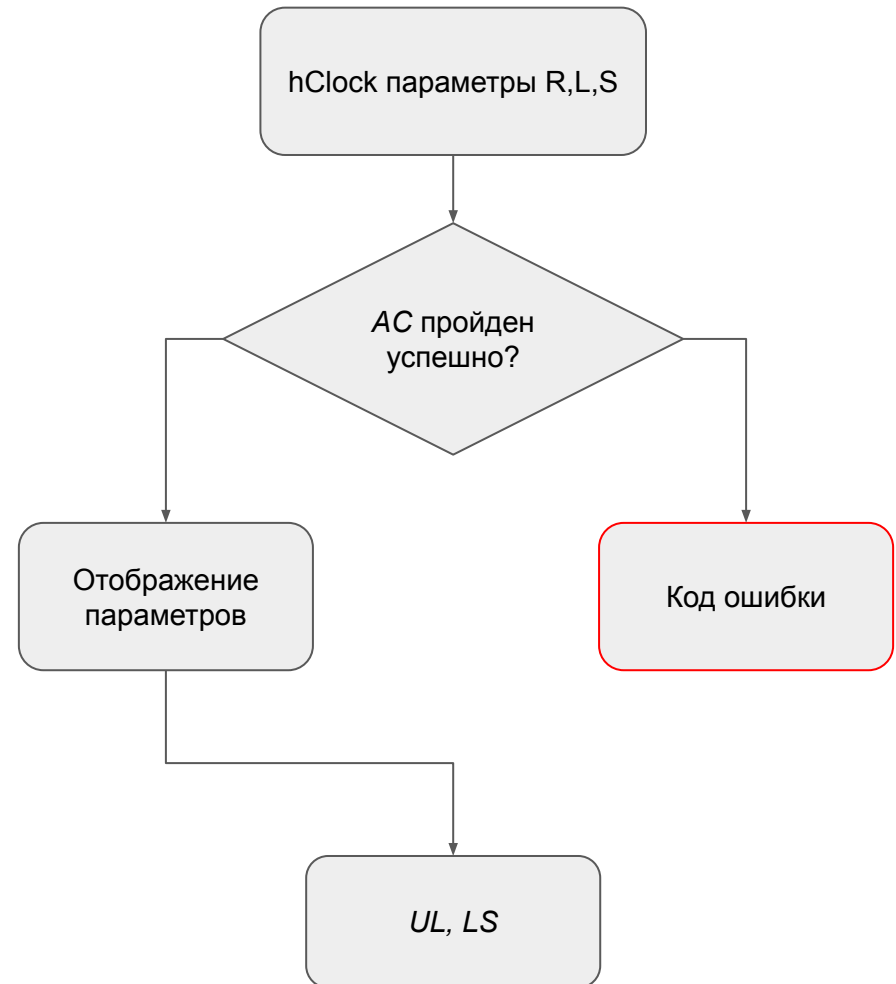 hClock параметры R,L,S
AC пройден
успешно?
Отображение
параметров
Код ошибки
UL, LS